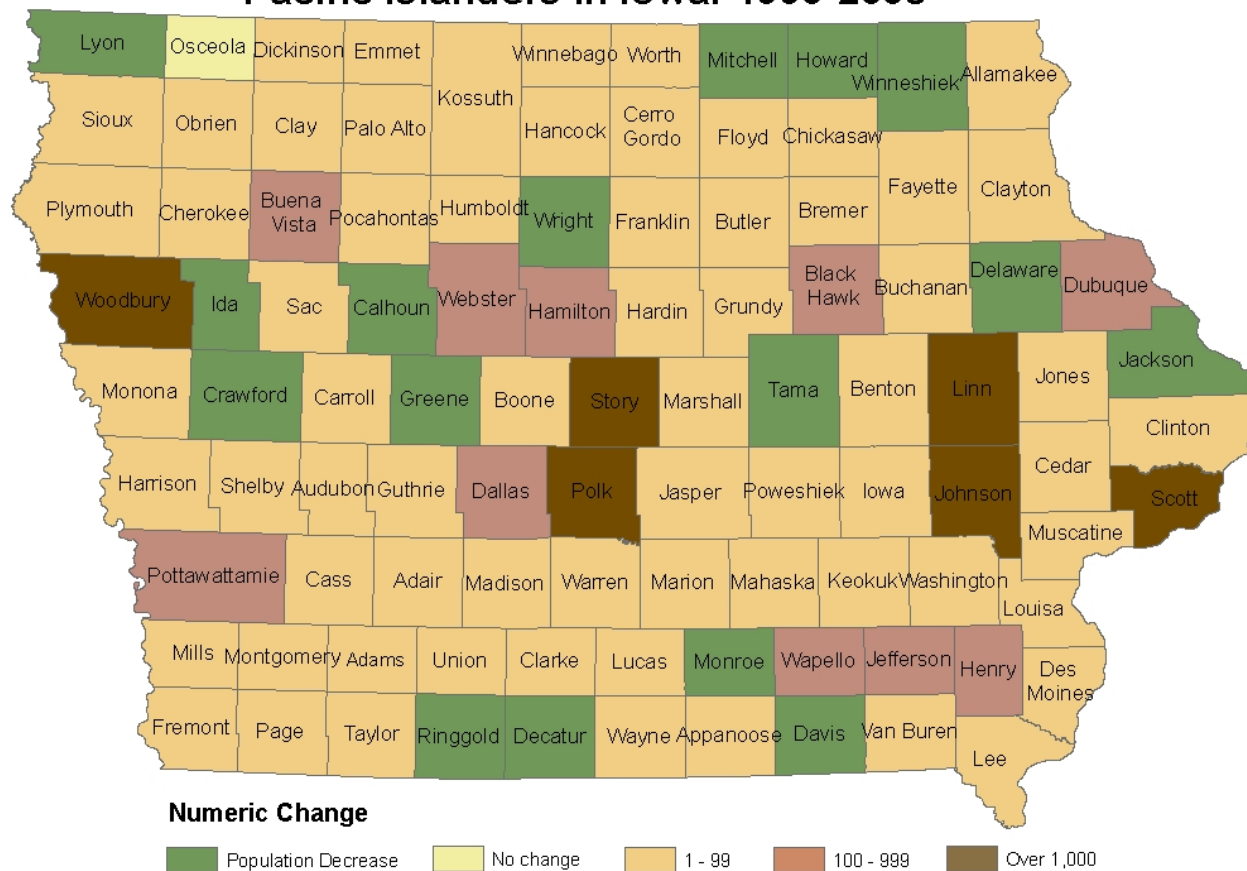 Pacific Islanders in Iowa: 1990-2008
Lyon
Osceola
Dickinson
Emmet
Winnebago
Worth
Mitchell
Howard
Winneshiek
Allamakee
Kossuth
Sioux
Obrien
Clay
Palo Alto
Hancock
Cerro
Gordo
Floyd
Chickasaw
Fayette
Clayton
Plymouth
Cherokee
Buena
Vista
Pocahontas
Humboldt
Wright
Franklin
Butler
Bremer
Woodbury
Ida
Sac
Calhoun
Webster
Hamilton
Hardin
Grundy
Black
Hawk
Buchanan
Delaware
Dubuque
Monona
Crawford
Carroll
Greene
Boone
Story
Marshall
Tama
Benton
Linn
Jones
Jackson
Clinton
Harrison
Shelby
Audubon
Guthrie
Dallas
Polk
Jasper
Poweshiek
Iowa
Johnson
Cedar
Scott
Muscatine
Pottawattamie
Cass
Adair
Madison
Warren
Marion
Mahaska
Keokuk
Washington
Louisa
Mills
Montgomery
Adams
Union
Clarke
Lucas
Monroe
Wapello
Jefferson
Henry
Des
Moines
Fremont
Page
Taylor
Ringgold
Decatur
Wayne
Appanoose
Davis
Van Buren
Lee
Numeric Change
Population Decrease
No change
1 - 99
100 - 999
Over 1,000